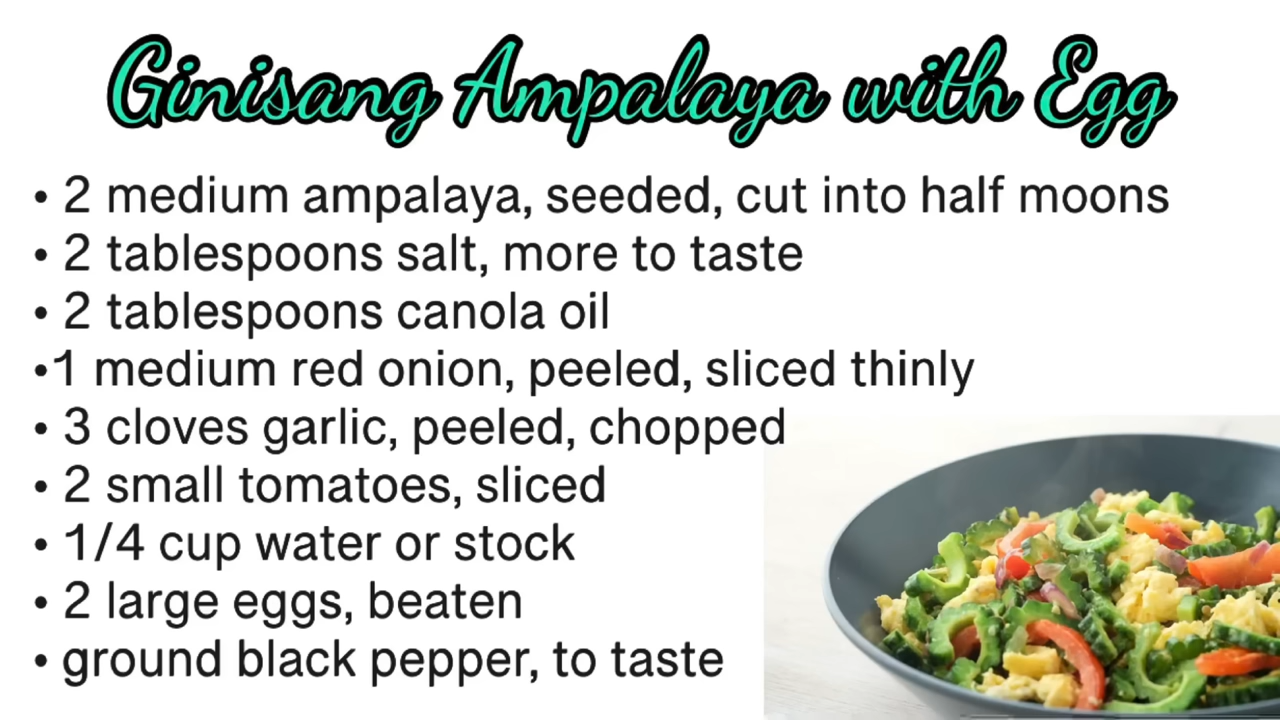 Ginisang Ampalaya with Egg
• 2 medium ampalaya, seeded, cut into half moons
• 2 tablespoons salt, more to taste
• 2 tablespoons canola oil
•1 medium red onion, peeled, sliced thinly
• 3 cloves garlic, peeled, chopped
• 2 small tomatoes, sliced
• 1/4 cup water or stock
• 2 large eggs, beaten
• ground black pepper, to taste